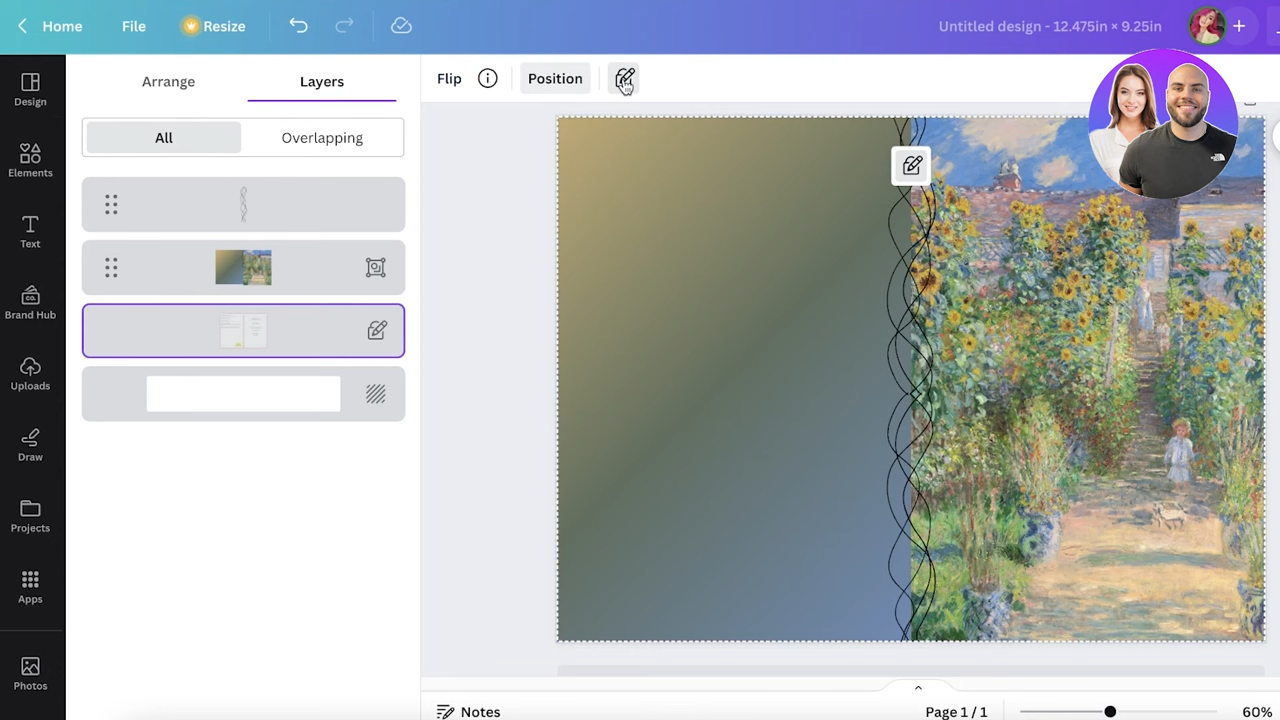 Home File Resize Untitled design - 12.475in × 9.25in
Design
Elements
Text
Brand Hub
Uploads
Draw
Projects
Apps
Photos
Arrange Layers
All Overlapping
Flip Position
Notes Page 1 / 1 60%